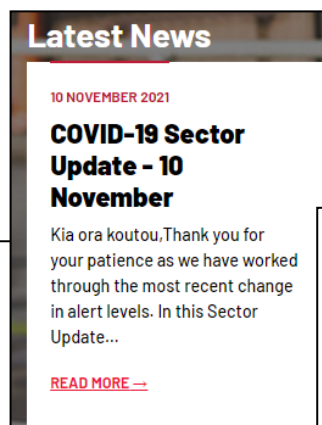 Latest News
10 NOVEMBER 2021
COVID-19 Sector
Update - 10
November
Kia ora koutou,Thank you for
your patience as we have worked
through the most recent change
in alert levels. In this Sector
Update...
READ MORE →